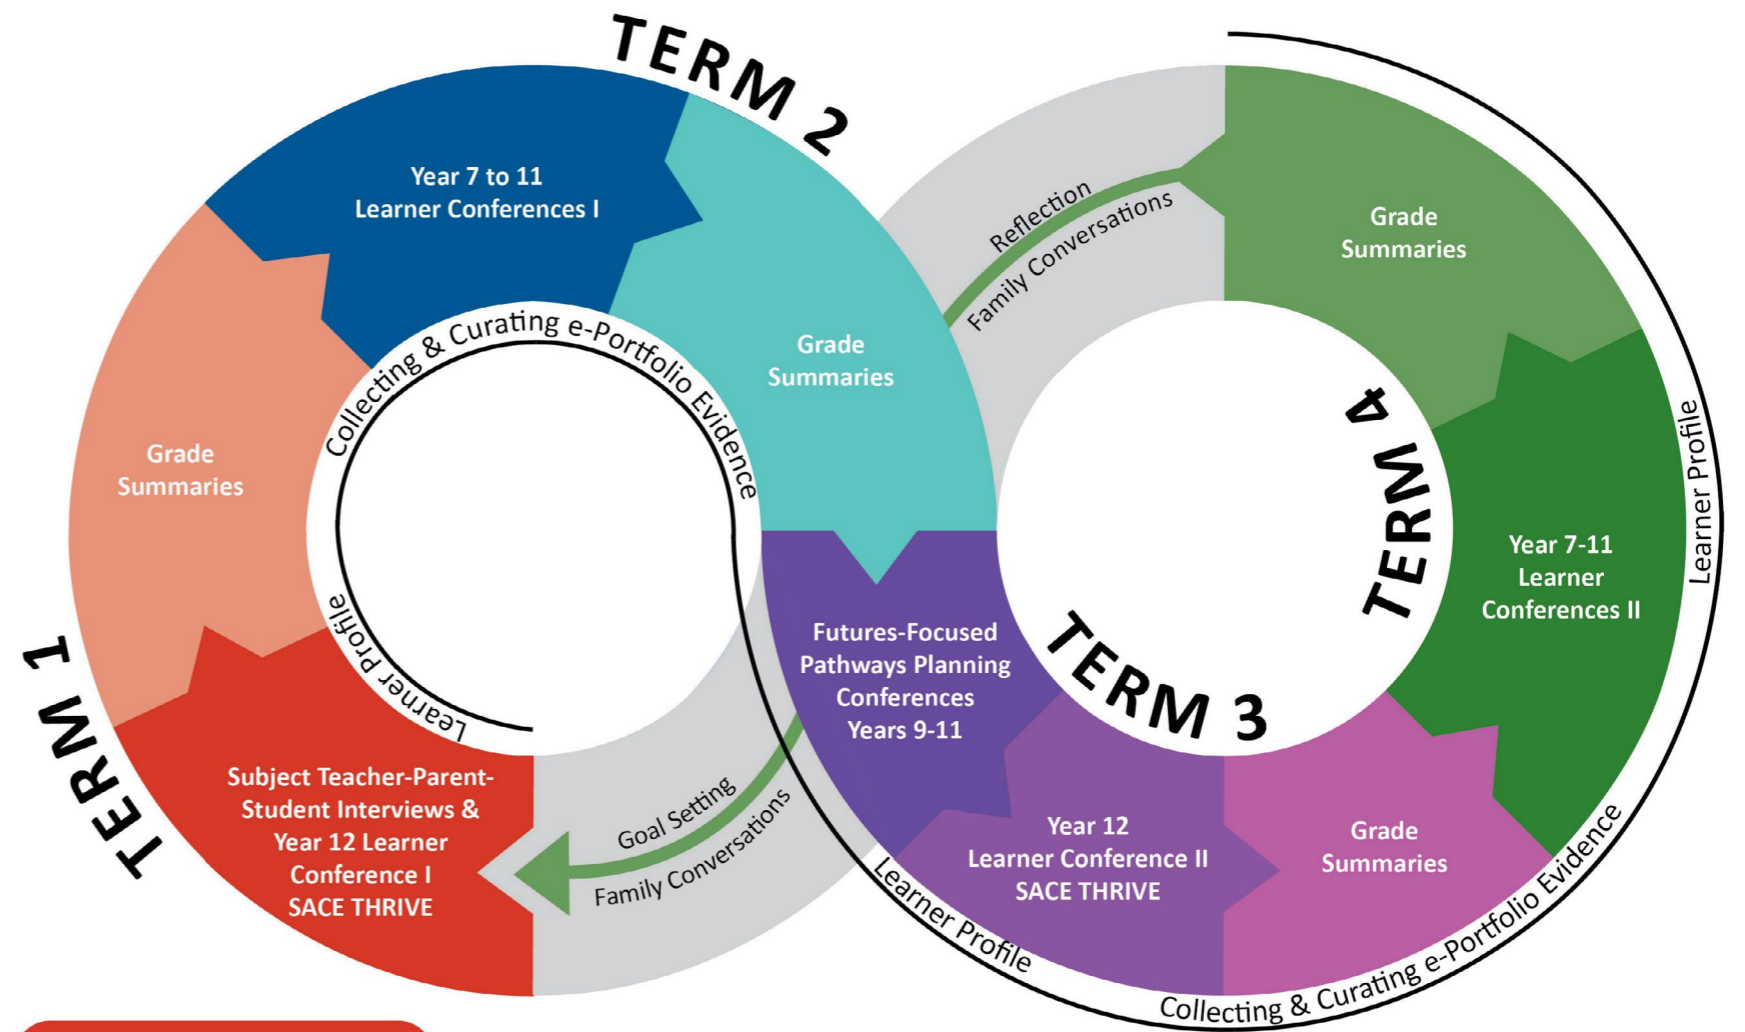 TERM 1
Subject Teacher-Parent-
Student Interviews &
Year 12 Learner
Conference I
SACE THRIVE
Grade
Summaries
Year 7 to 11
Learner Conferences I
TERM 2
Grade
Summaries
Learner Profile
Collecting & Curating e-Portfolio Evidence
Futures-Focused
Pathways Planning
Conferences
Years 9-11
TERM 3
Year 12
Learner Conference II
SACE THRIVE
Grade
Summaries
TERM 4
Year 7-11
Learner
Conferences II
Grade
Summaries
Reflection
Family Conversations
Goal Setting
Family Conversations
Learner Profile
Collecting & Curating e-Portfolio Evidence
Learner Profile